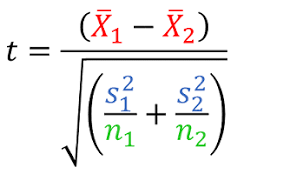 t = (X̄₁ − X̄₂) / √(s₁²/n₁ + s₂²/n₂)